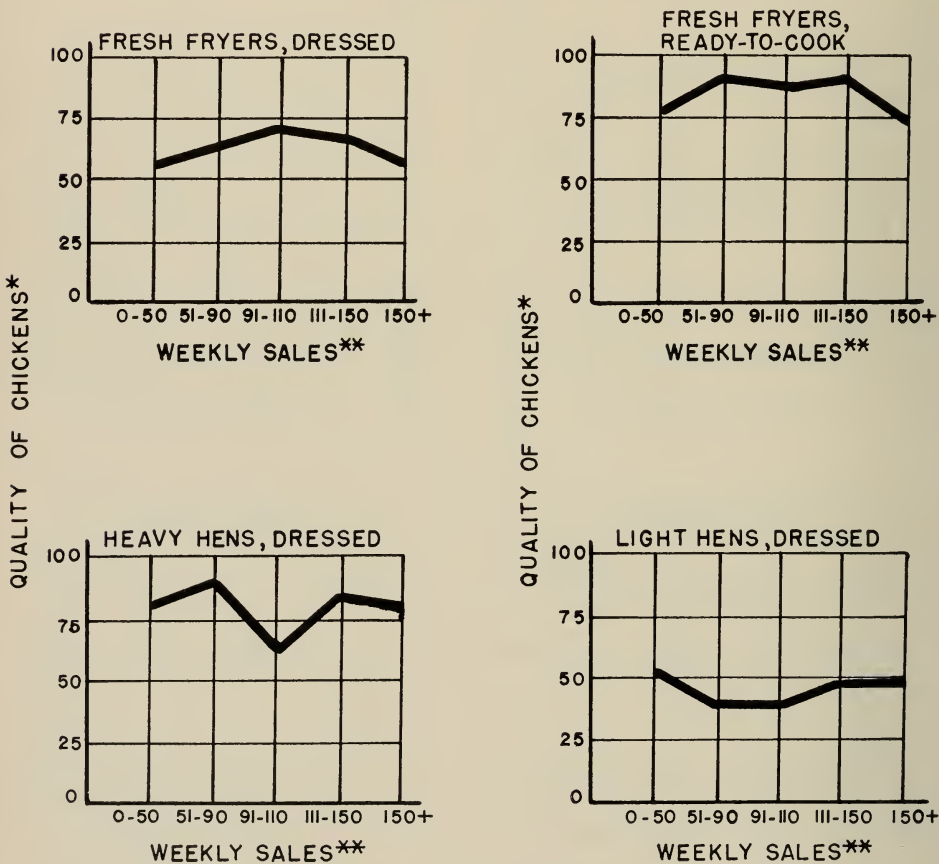 FRESH FRYERS, DRESSED
100
75
50
25
0
0-50 51-90 91-110 111-150 150+
WEEKLY SALES**
FRESH FRYERS,
READY-TO-COOK
100
75
50
25
0
0-50 51-90 91-110 111-150 150+
WEEKLY SALES**
QUALITY OF CHICKENS*
QUALITY OF CHICKENS*
HEAVY HENS, DRESSED
100
75
50
25
0
0-50 51-90 91-110 111-150 150+
WEEKLY SALES**
LIGHT HENS, DRESSED
100
75
50
25
0
0-50 51-90 91-110 111-150 150+
WEEKLY SALES**